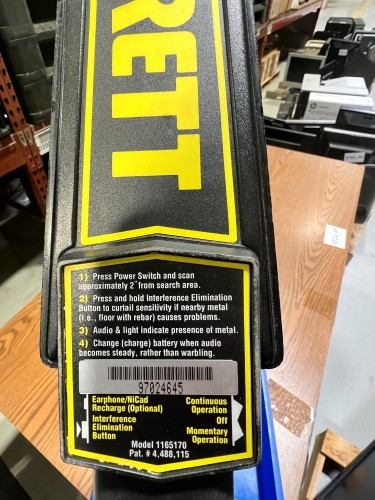 RETT
1) Press Power Switch and scan
approximately 2" from search area.
2) Press and hold Interference Elimination
Button to curtail sensitivity if nearby metal
(i.e., floor with rebar) causes problems.
3) Audio & light indicate presence of metal.
4) Change (charge) battery when audio
becomes steady, rather than warbling.
97024645
Earphone/NiCad
Recharge (Optional)
Interference
Elimination
Button
Continuous
Operation
Off
Momentary
Operation
Model 1165170
Pat. # 4,488,115
hp